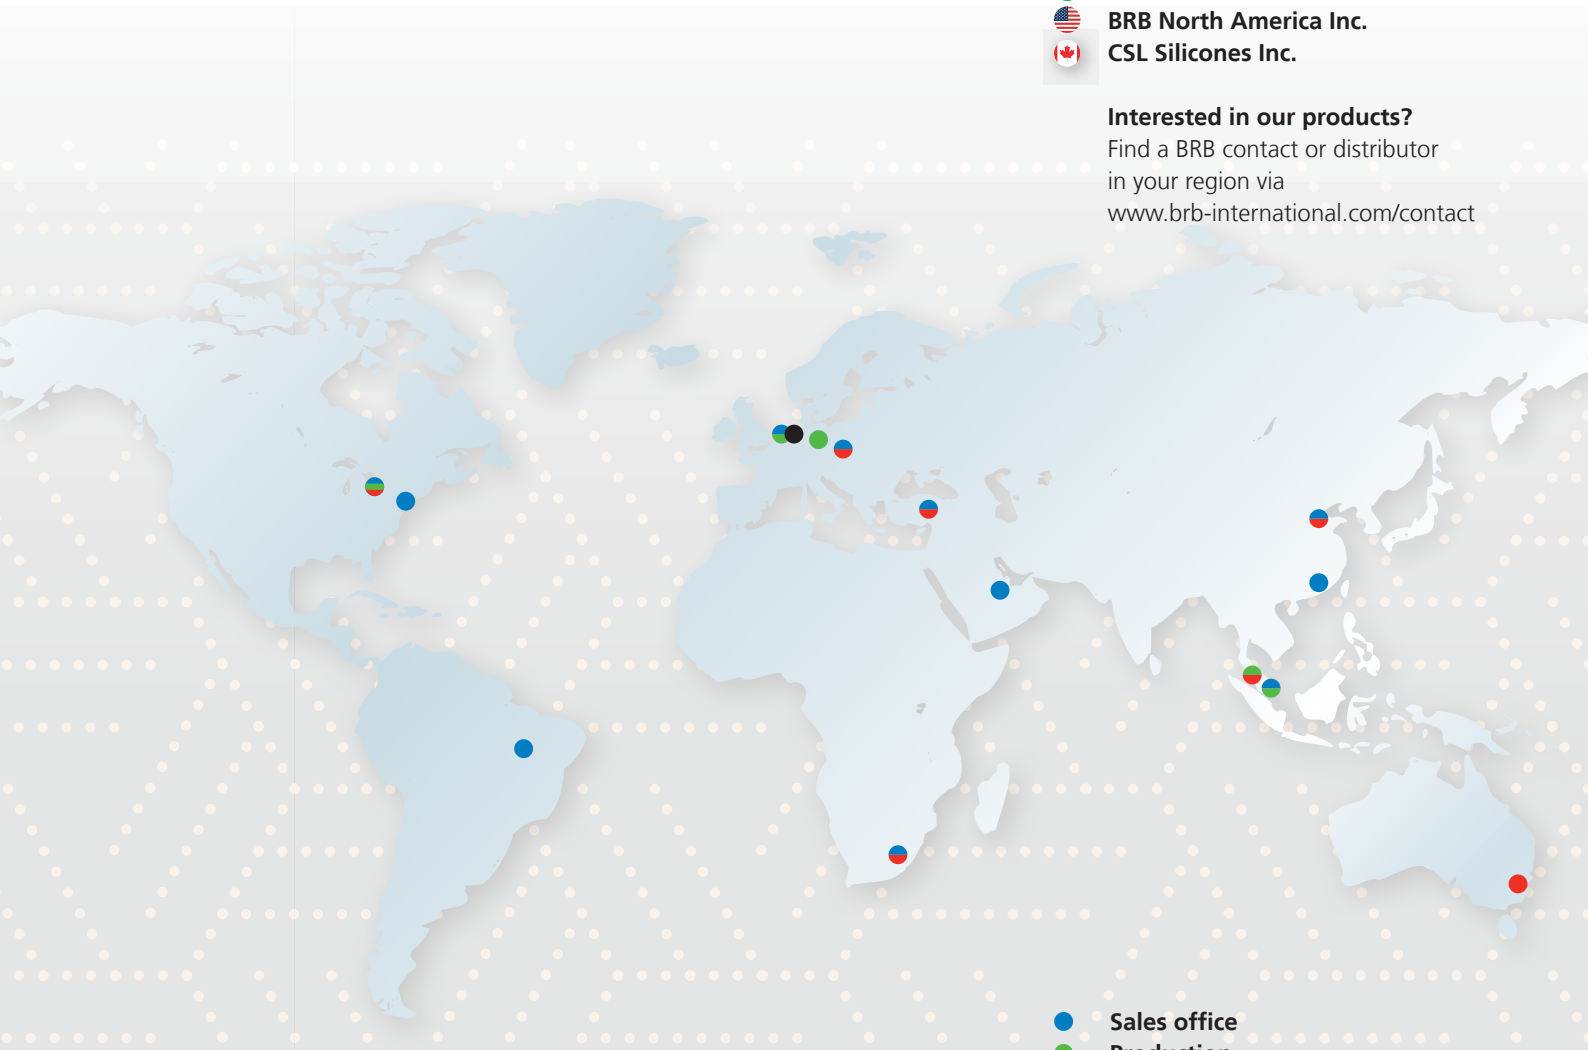 BRB North America Inc.
CSL Silicones Inc.
Interested in our products?
Find a BRB contact or distributor
in your region via
www.brb-international.com/contact
Sales office
Production